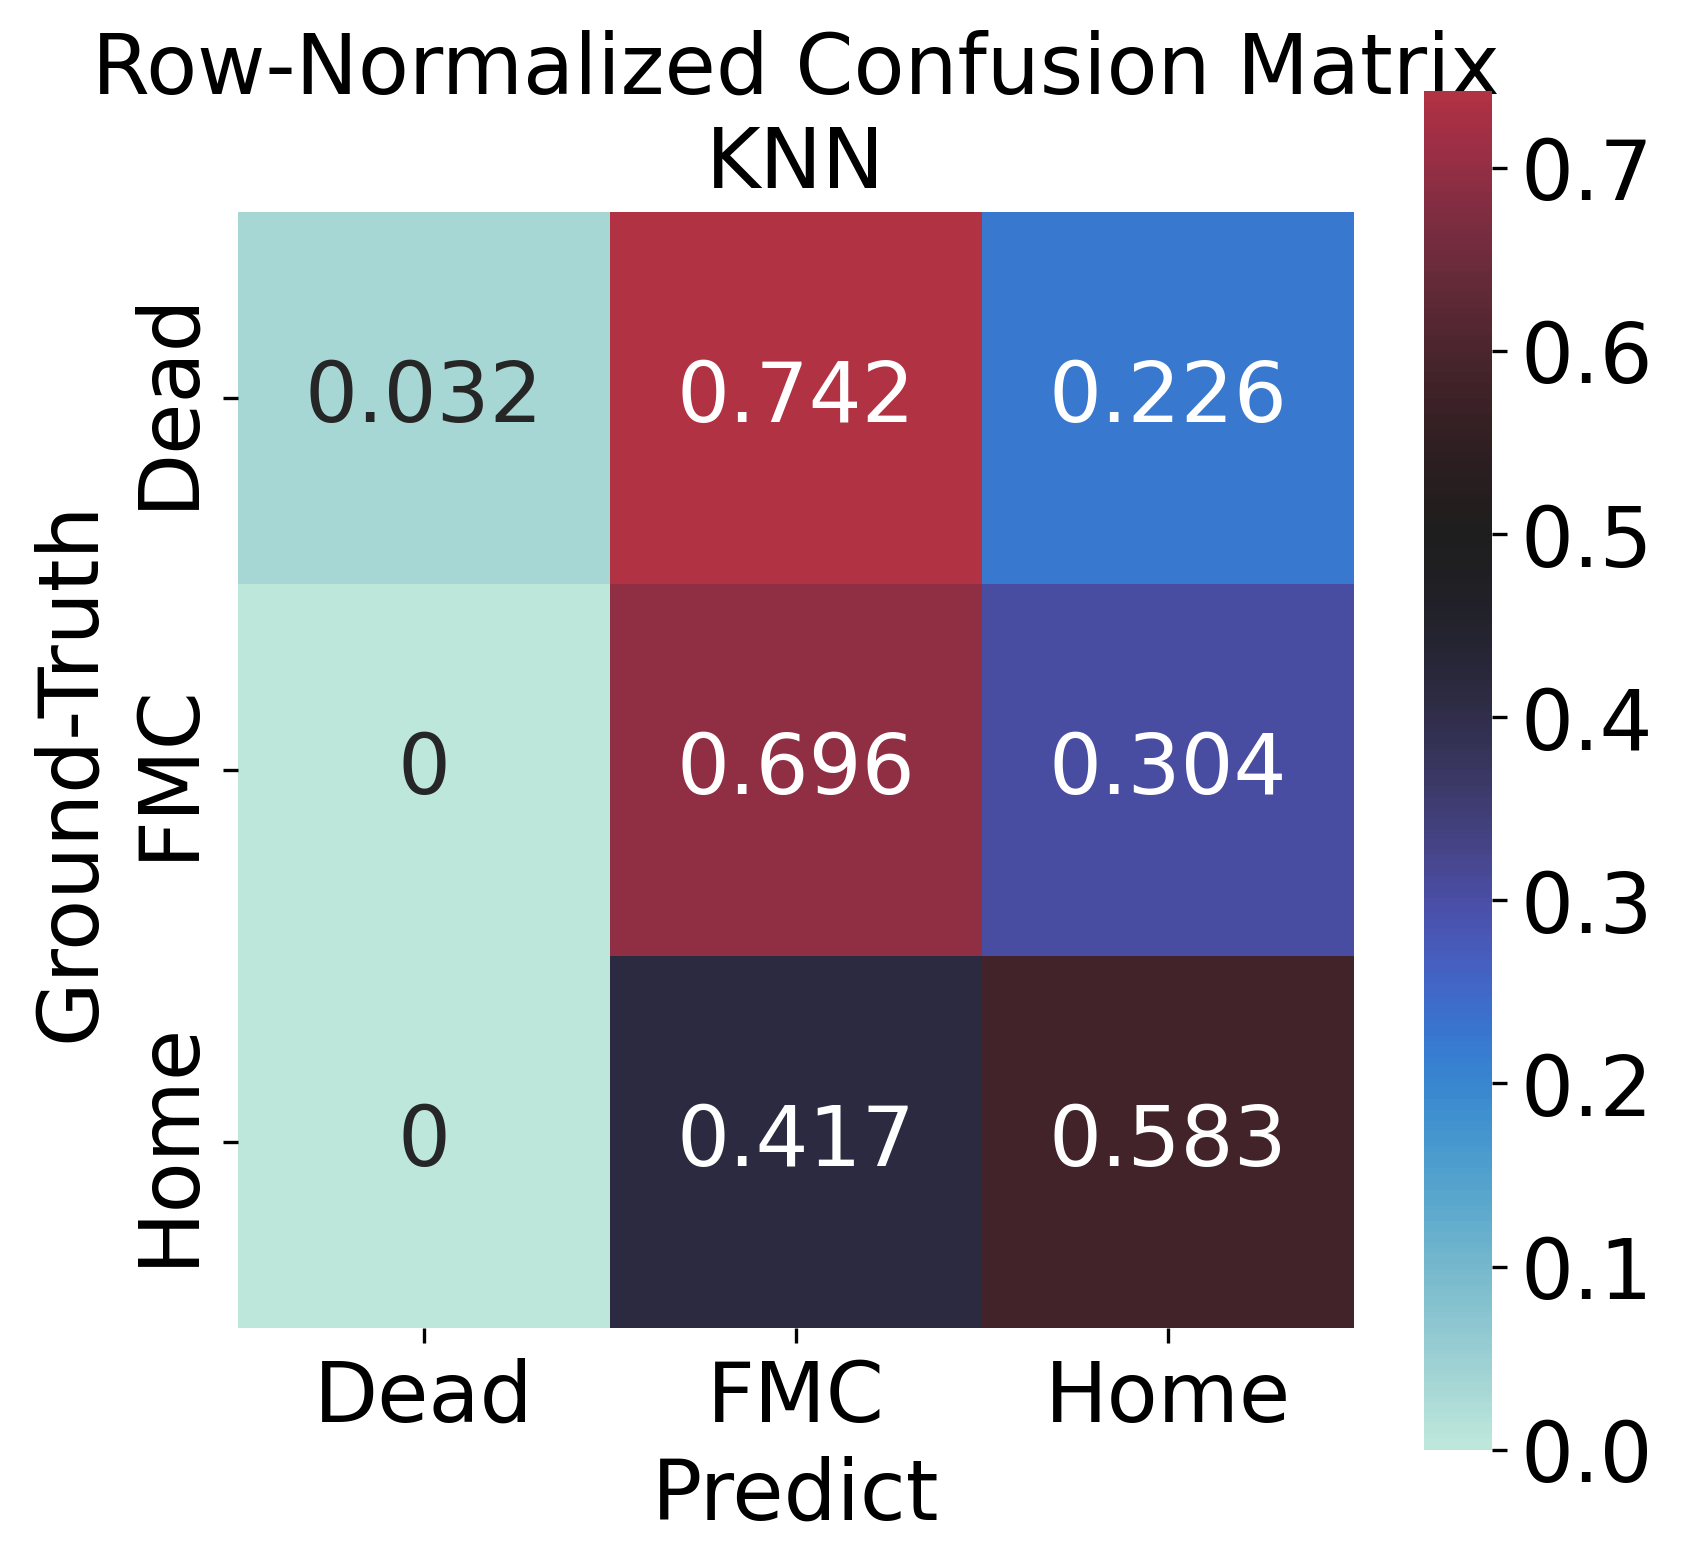 Row-Normalized Confusion Matrix
KNN
Ground-Truth
Dead
0.032 0.742 0.226
FMC
0 0.696 0.304
Home
0 0.417 0.583
Dead FMC Home
Predict
0.7
0.6
0.5
0.4
0.3
0.2
0.1
0.0